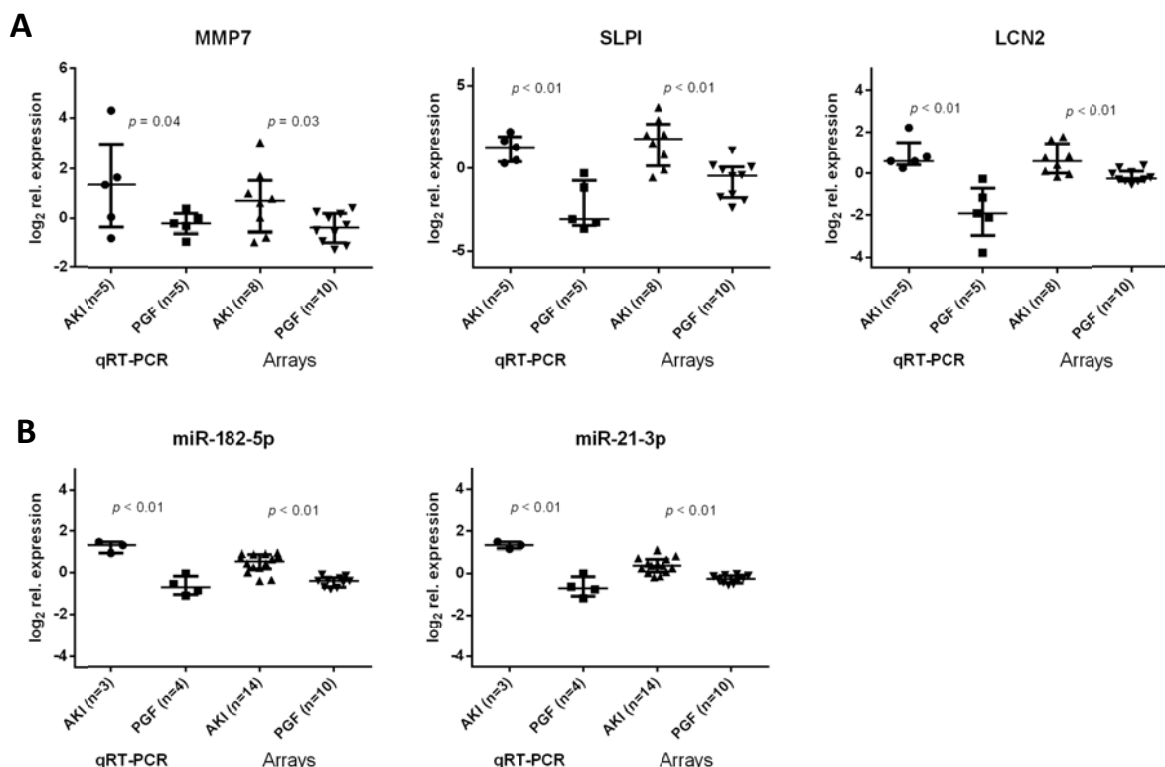 A
MMP7
SLPI
LCN2
log2 rel. expression
6
4
2
0
-2
p = 0.04
p = 0.03
AKI (n=5)
PGF (n=5)
AKI (n=8)
PGF (n=10)
qRT-PCR
Arrays
log2 rel. expression
5
0
-5
p < 0.01
p < 0.01
AKI (n=5)
PGF (n=5)
AKI (n=8)
PGF (n=10)
qRT-PCR
Arrays
log2 rel. expression
4
2
0
-2
-4
p < 0.01
p < 0.01
AKI (n=5)
PGF (n=5)
AKI (n=8)
PGF (n=10)
qRT-PCR
Arrays
B
miR-182-5p
miR-21-3p
log2 rel. expression
4
2
0
-2
-4
p < 0.01
p < 0.01
AKI (n=3)
PGF (n=4)
AKI (n=14)
PGF (n=10)
qRT-PCR
Arrays
log2 rel. expression
4
2
0
-2
-4
p < 0.01
p < 0.01
AKI (n=3)
PGF (n=4)
AKI (n=14)
PGF (n=10)
qRT-PCR
Arrays